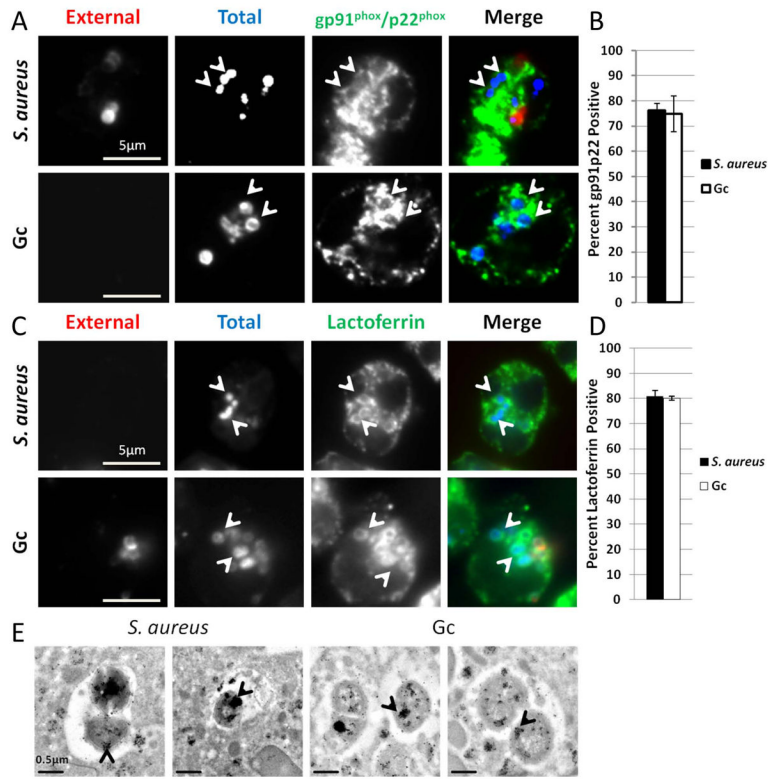 A
External Total gp91phox/p22phox Merge
S. aureus
5μm
Gc
B
Percent gp91p22 Positive
100
90
80
70
60
50
40
30
20
10
0
S. aureus
Gc
C
External Total Lactoferrin Merge
S. aureus
5μm
Gc
D
Percent Lactoferrin Positive
100
90
80
70
60
50
40
30
20
10
0
S. aureus
Gc
E
S. aureus Gc
0.5μm